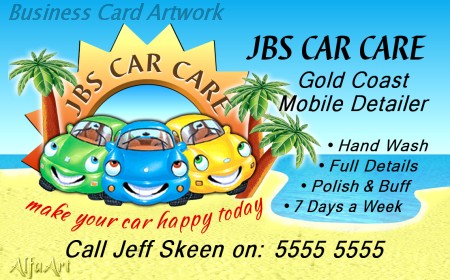 Business Card Artwork
JBS CAR CARE
JBS CAR CARE
Gold Coast
Mobile Detailer
• Hand Wash
• Full Details
• Polish & Buff
• 7 Days a Week
make your car happy today
Call Jeff Skeen on: 5555 5555
AlfaArt